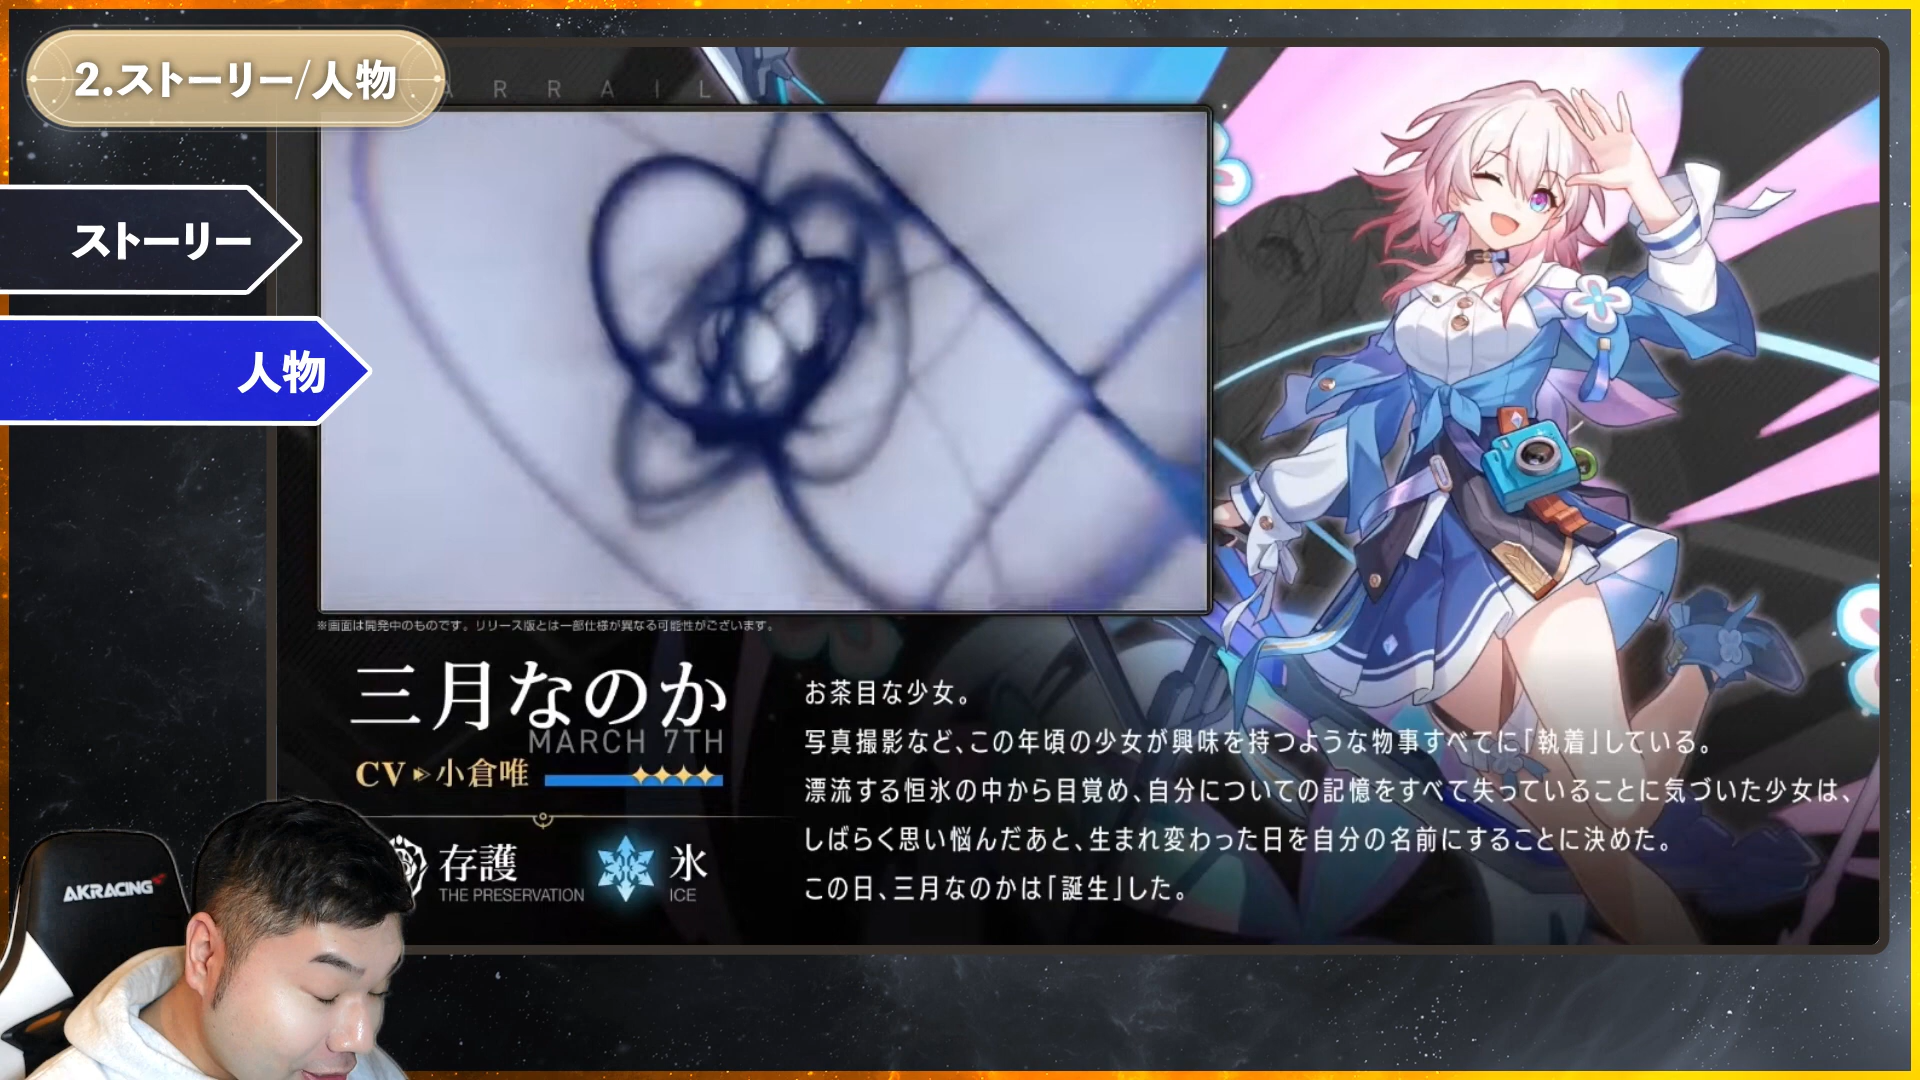 2.ストーリー/人物
ARRAIL
ストーリー
人物
※画面は開発中のものです。リリース版とは一部仕様が異なる可能性がございます。
三月なのか
MARCH 7TH
CV▶小倉唯
存護
THE PRESERVATION
氷
ICE
お茶目な少女。
写真撮影など、この年頃の少女が興味を持つような物事すべてに「執着」している。
漂流する恒氷の中から目覚め、自分についての記憶をすべて失っていることに気づいた少女は、
しばらく思い悩んだあと、生まれ変わった日を自分の名前にすることに決めた。
この日、三月なのかは「誕生」した。
AKRACING